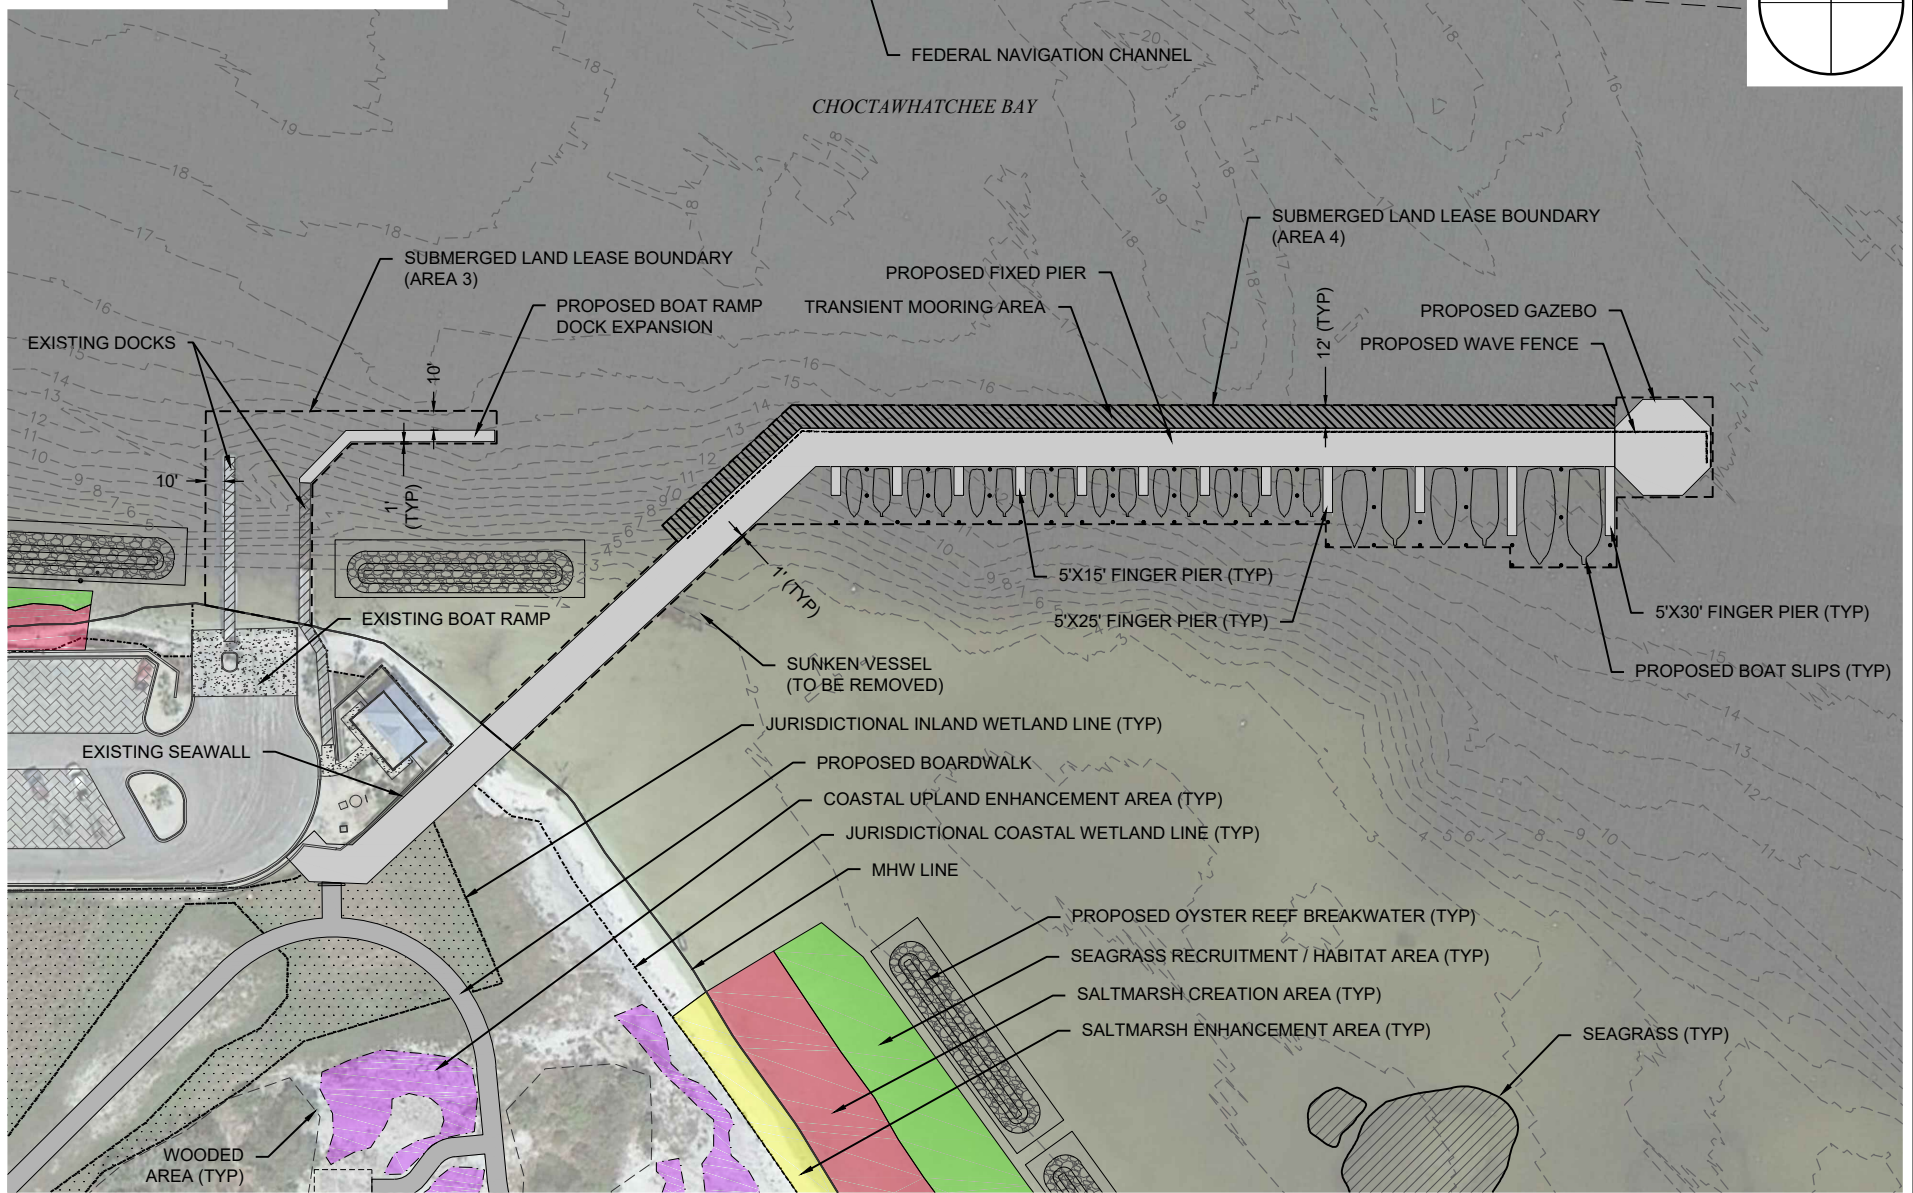 FEDERAL NAVIGATION CHANNEL
CHOCTAWHATCHEE BAY
SUBMERGED LAND LEASE BOUNDARY
(AREA 4)
SUBMERGED LAND LEASE BOUNDARY
(AREA 3)
PROPOSED FIXED PIER
TRANSIENT MOORING AREA
PROPOSED BOAT RAMP
DOCK EXPANSION
12' (TYP)
PROPOSED GAZEBO
PROPOSED WAVE FENCE
EXISTING DOCKS
10'
10'
1'
(TYP)
1' (TYP)
5'X15' FINGER PIER (TYP)
5'X25' FINGER PIER (TYP)
5'X30' FINGER PIER (TYP)
PROPOSED BOAT SLIPS (TYP)
EXISTING BOAT RAMP
SUNKEN VESSEL
(TO BE REMOVED)
JURISDICTIONAL INLAND WETLAND LINE (TYP)
EXISTING SEAWALL
PROPOSED BOARDWALK
COASTAL UPLAND ENHANCEMENT AREA (TYP)
JURISDICTIONAL COASTAL WETLAND LINE (TYP)
MHW LINE
PROPOSED OYSTER REEF BREAKWATER (TYP)
SEAGRASS RECRUITMENT / HABITAT AREA (TYP)
SALTMARSH CREATION AREA (TYP)
SALTMARSH ENHANCEMENT AREA (TYP)
SEAGRASS (TYP)
WOODED
AREA (TYP)